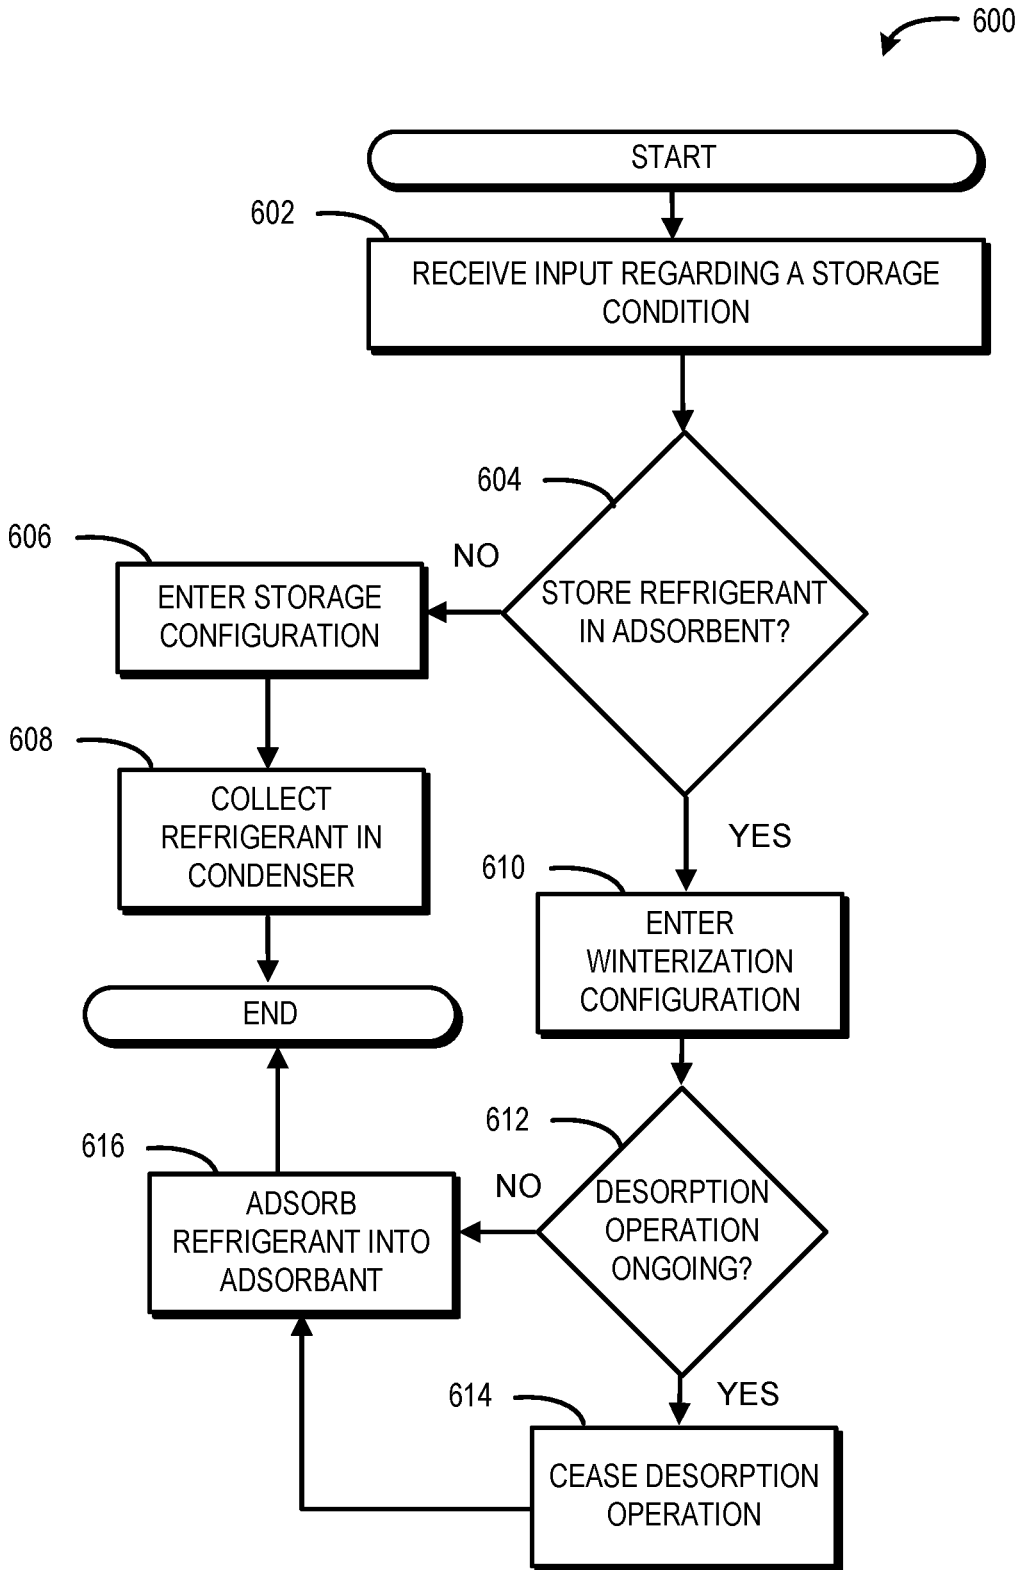 600
START
602
RECEIVE INPUT REGARDING A STORAGE
CONDITION
604
STORE REFRIGERANT
IN ADSORBENT?
NO
606
ENTER STORAGE
CONFIGURATION
608
COLLECT
REFRIGERANT IN
CONDENSER
END
YES
610
ENTER
WINTERIZATION
CONFIGURATION
612
DESORPTION
OPERATION
ONGOING?
NO
616
ADSORB
REFRIGERANT INTO
ADSORBANT
YES
614
CEASE DESORPTION
OPERATION